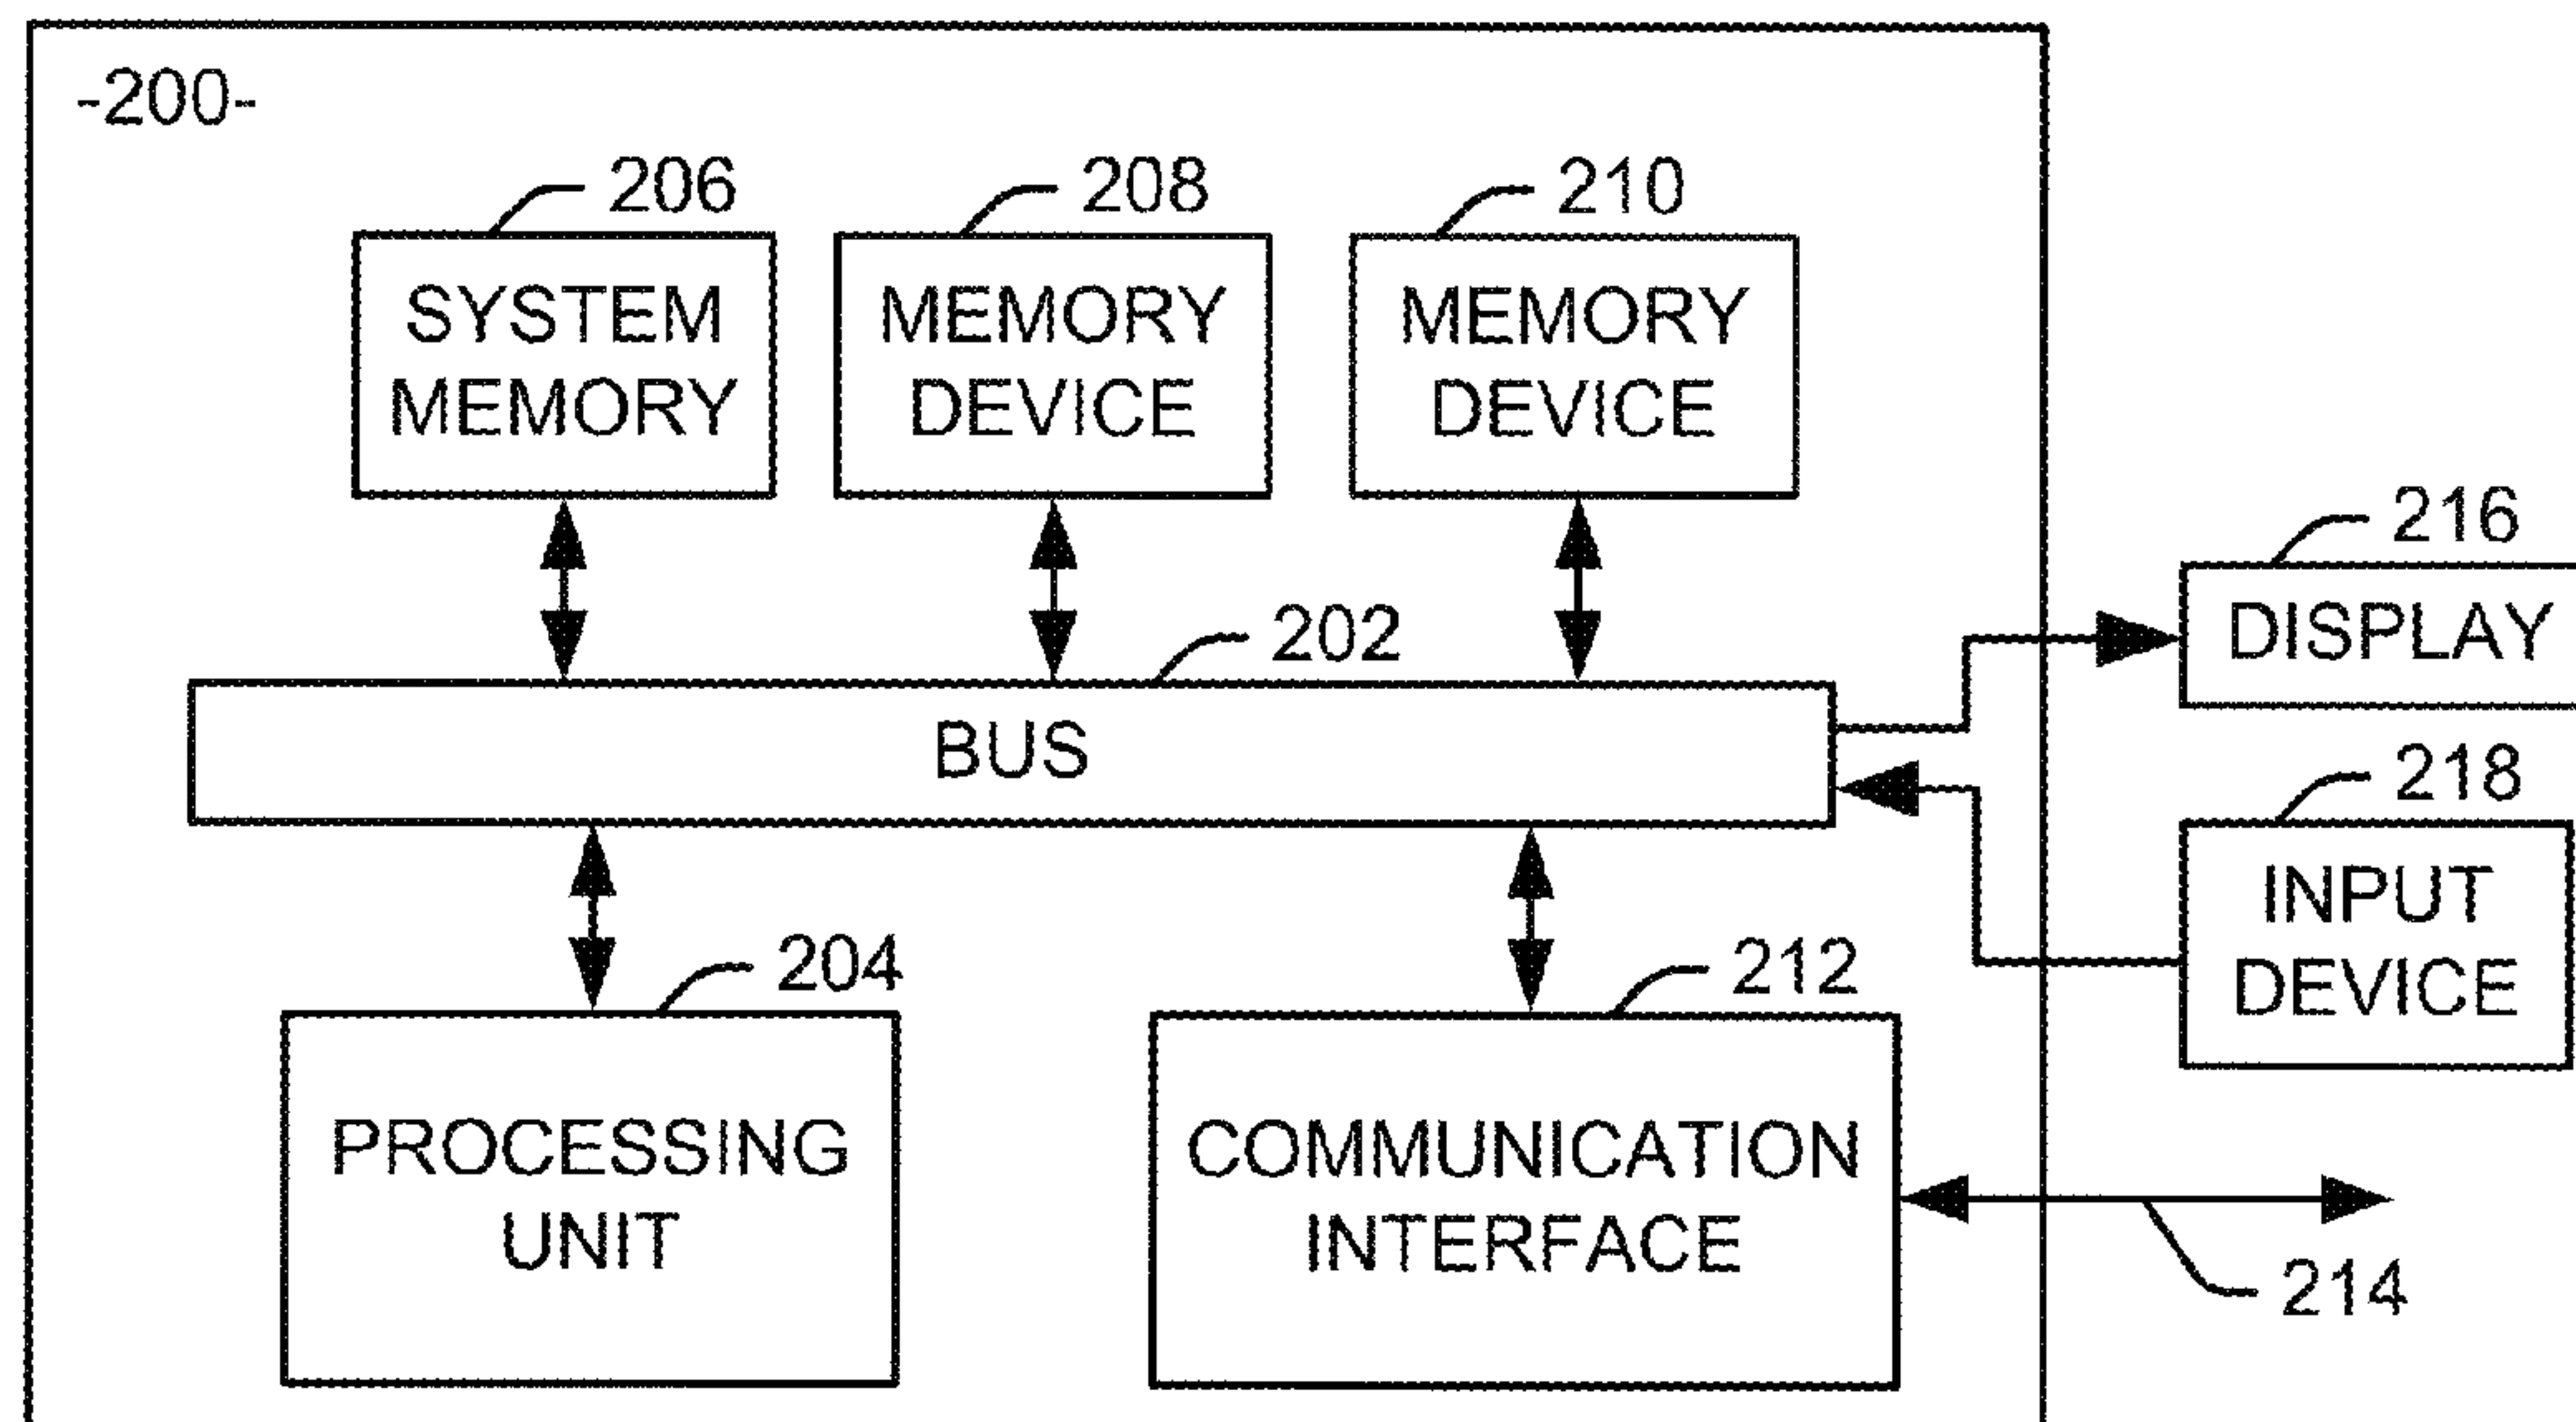 -200-
206
208
210
SYSTEM
MEMORY
MEMORY
DEVICE
MEMORY
DEVICE
216
DISPLAY
202
BUS
218
INPUT
DEVICE
204
212
PROCESSING
UNIT
COMMUNICATION
INTERFACE
214